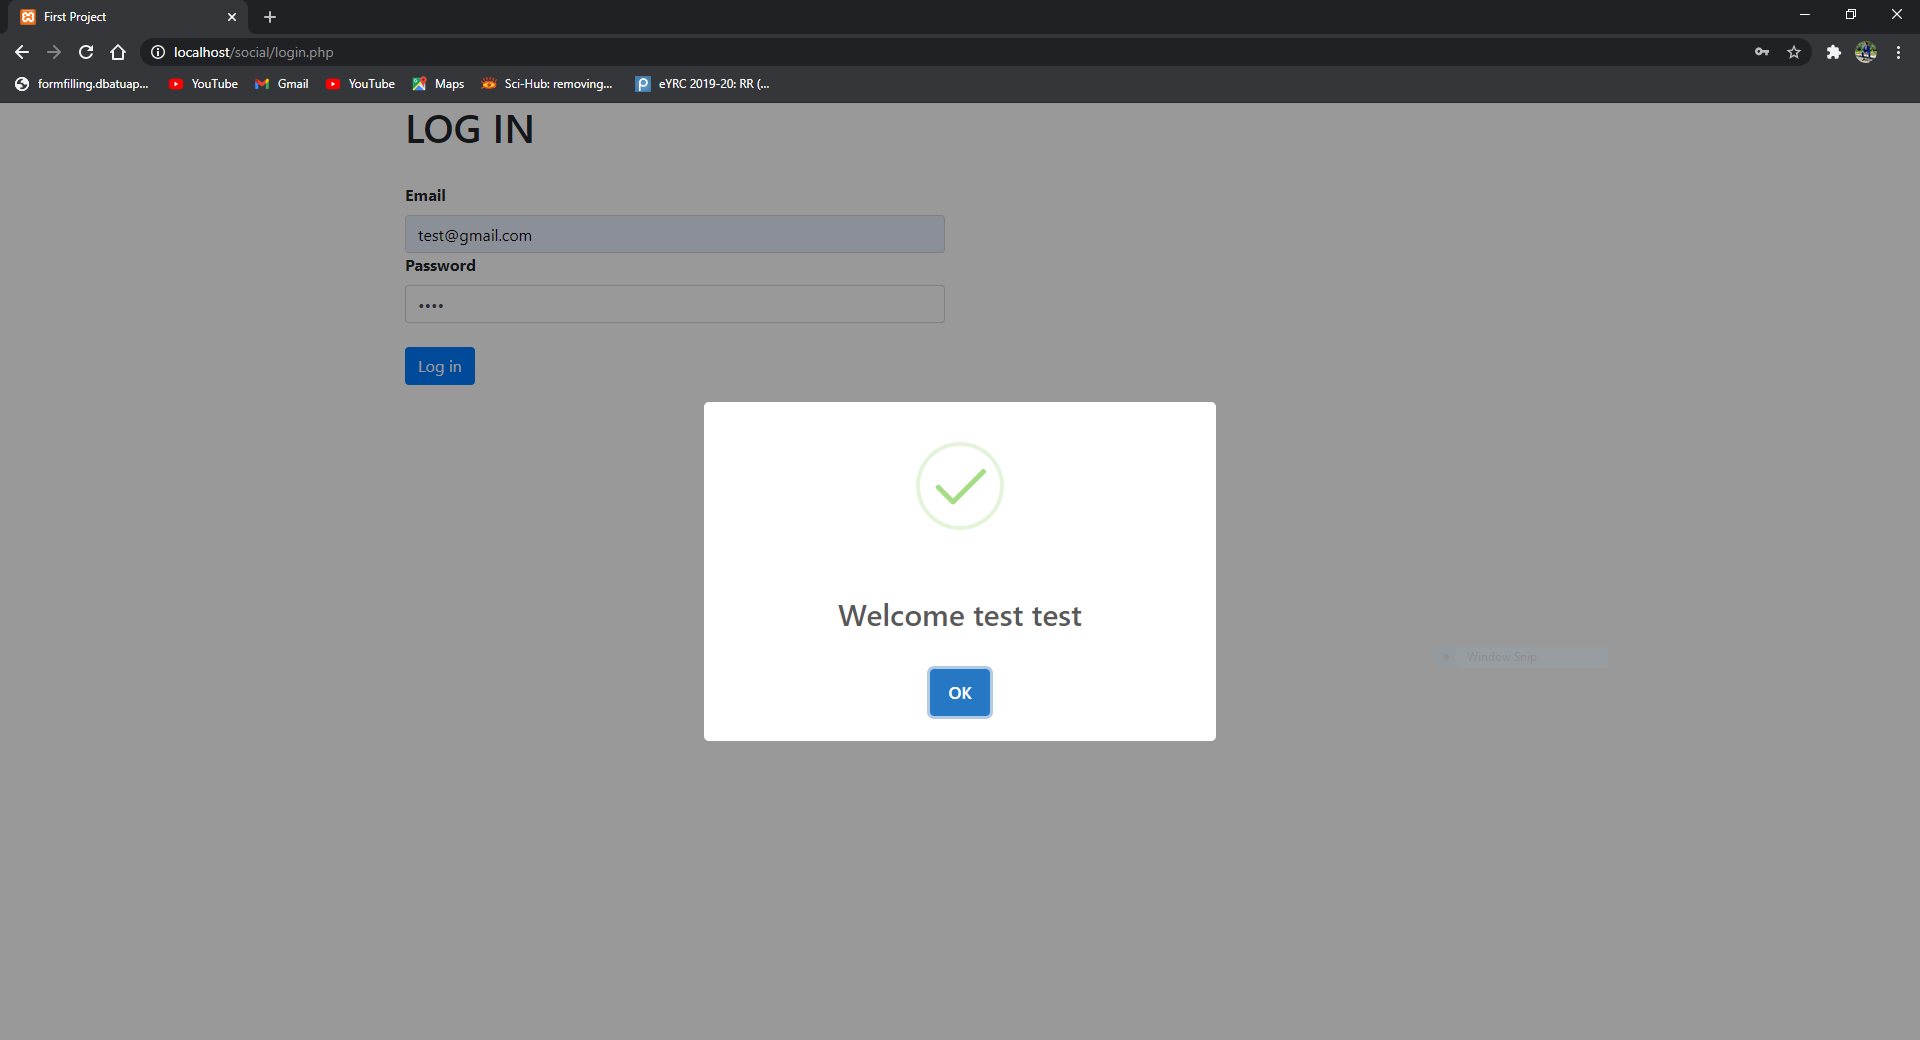 First Project
localhost/social/login.php
formfilling.dbatuap... YouTube Gmail YouTube Maps Sci-Hub: removing... eYRC 2019-20: RR (...
LOG IN
Email
test@gmail.com
Password
••••
Log in
Welcome test test
Window Snip
OK